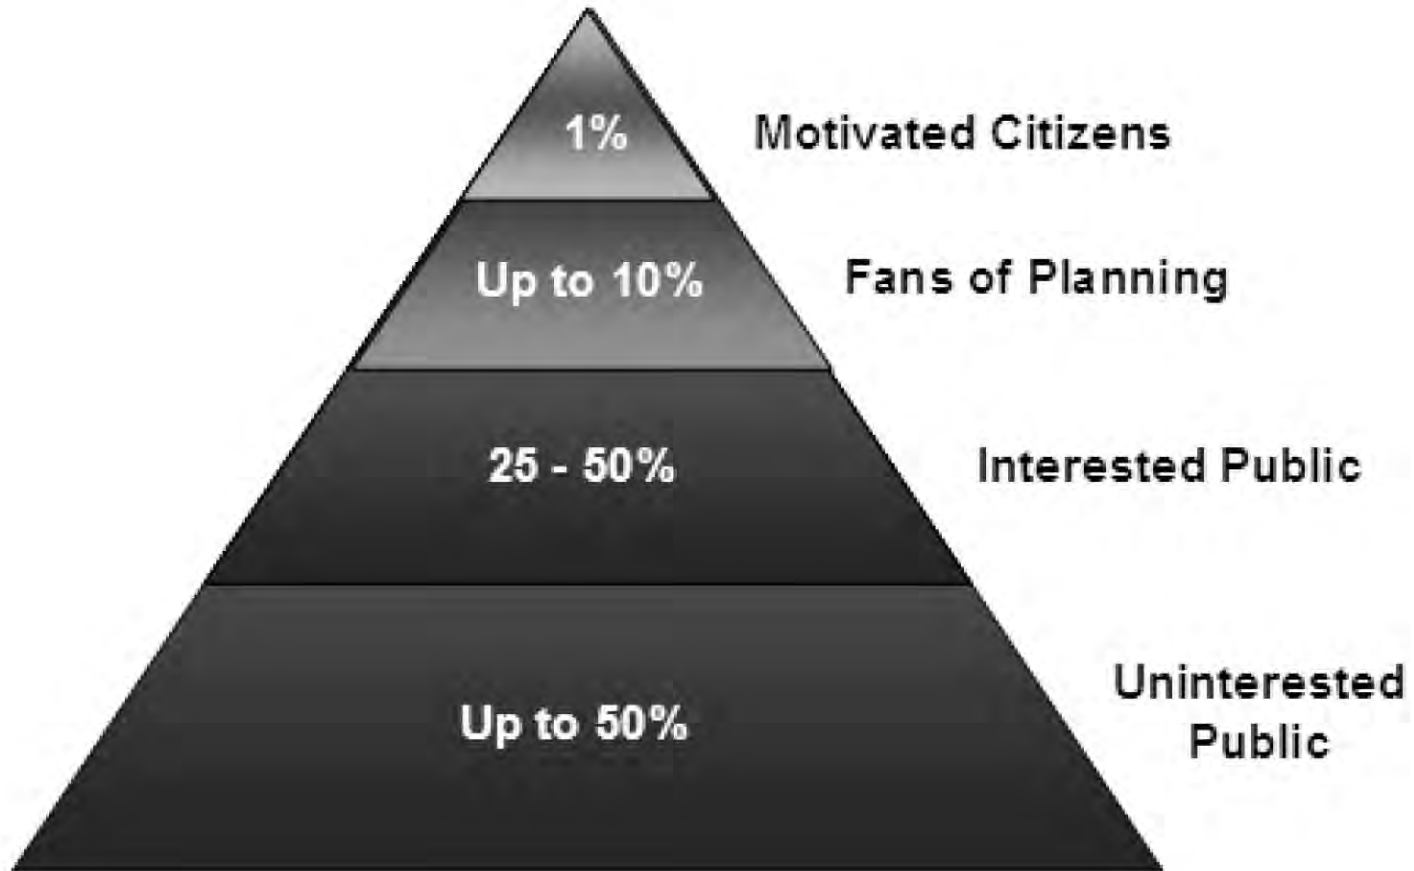 1%
Motivated Citizens
Up to 10%
Fans of Planning
25 - 50%
Interested Public
Up to 50%
Uninterested
Public